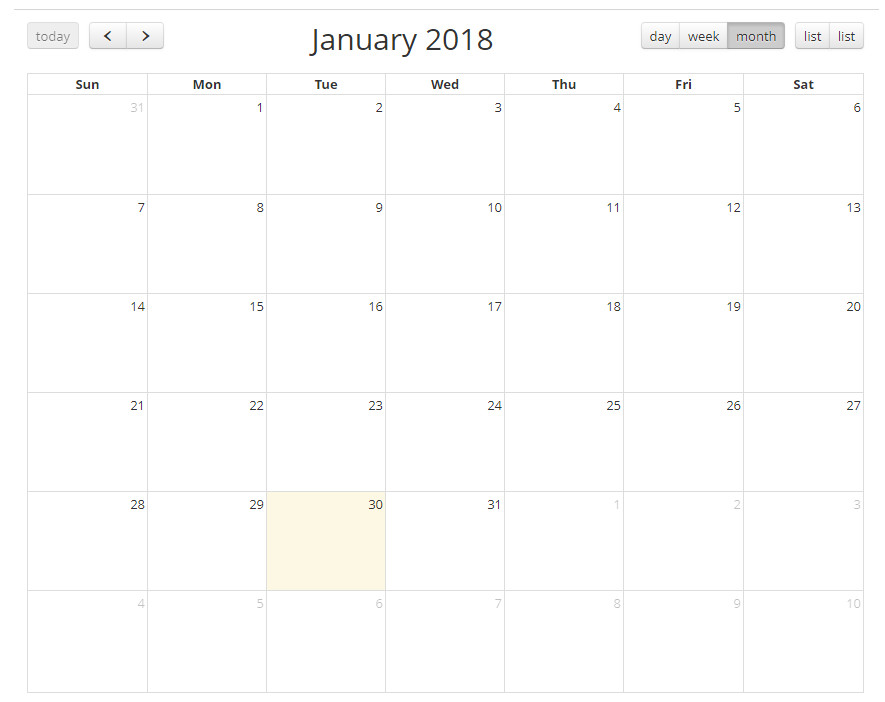 today < > January 2018 day week month list list
Sun Mon Tue Wed Thu Fri Sat
31 1 2 3 4 5 6
7 8 9 10 11 12 13
14 15 16 17 18 19 20
21 22 23 24 25 26 27
28 29 30 31 1 2 3
4 5 6 7 8 9 10